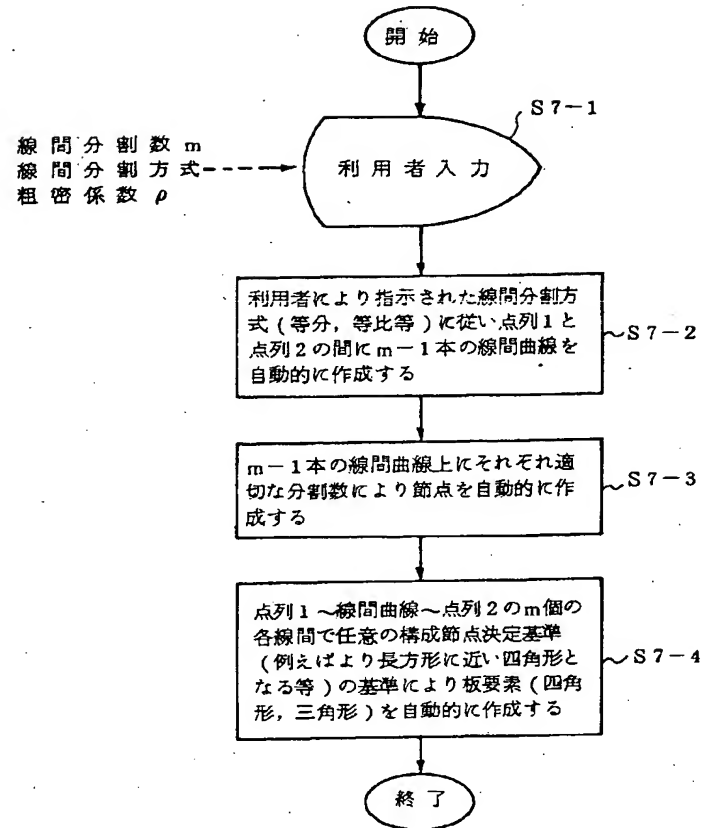 開始
S7-1
線間分割数 m
線間分割方式
粗密係数 ρ
利用者入力
利用者により指示された線間分割方
式(等分,等比等)に従い点列1と
点列2の間にm-1本の線間曲線を
自動的に作成する
S7-2
m-1本の線間曲線上にそれぞれ適
切な分割数により節点を自動的に作
成する
S7-3
点列1~線間曲線~点列2のm個の
各線間で任意の構成節点決定基準
(例えばより長方形に近い四角形と
なる等)の基準により板要素(四角
形,三角形)を自動的に作成する
S7-4
終了